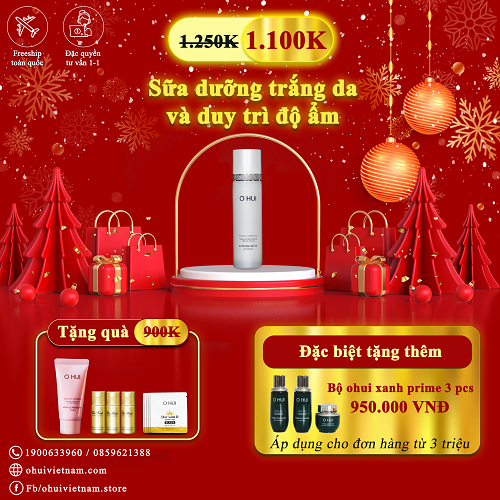 Freeship
toàn quốc
Đặc quyền
tư vấn 1-1
1.250K 1.100K
Sữa dưỡng trắng da
và duy trì độ ẩm
O HUI
Tặng quà 900K
O HUI
O HUI
Đặc biệt tặng thêm
Bộ ohui xanh prime 3 pcs
950.000 VNĐ
Áp dụng cho đơn hàng từ 3 triệu
1900633960 / 0859621388
ohuivietnam.com
Fb/ohuivietnam.store